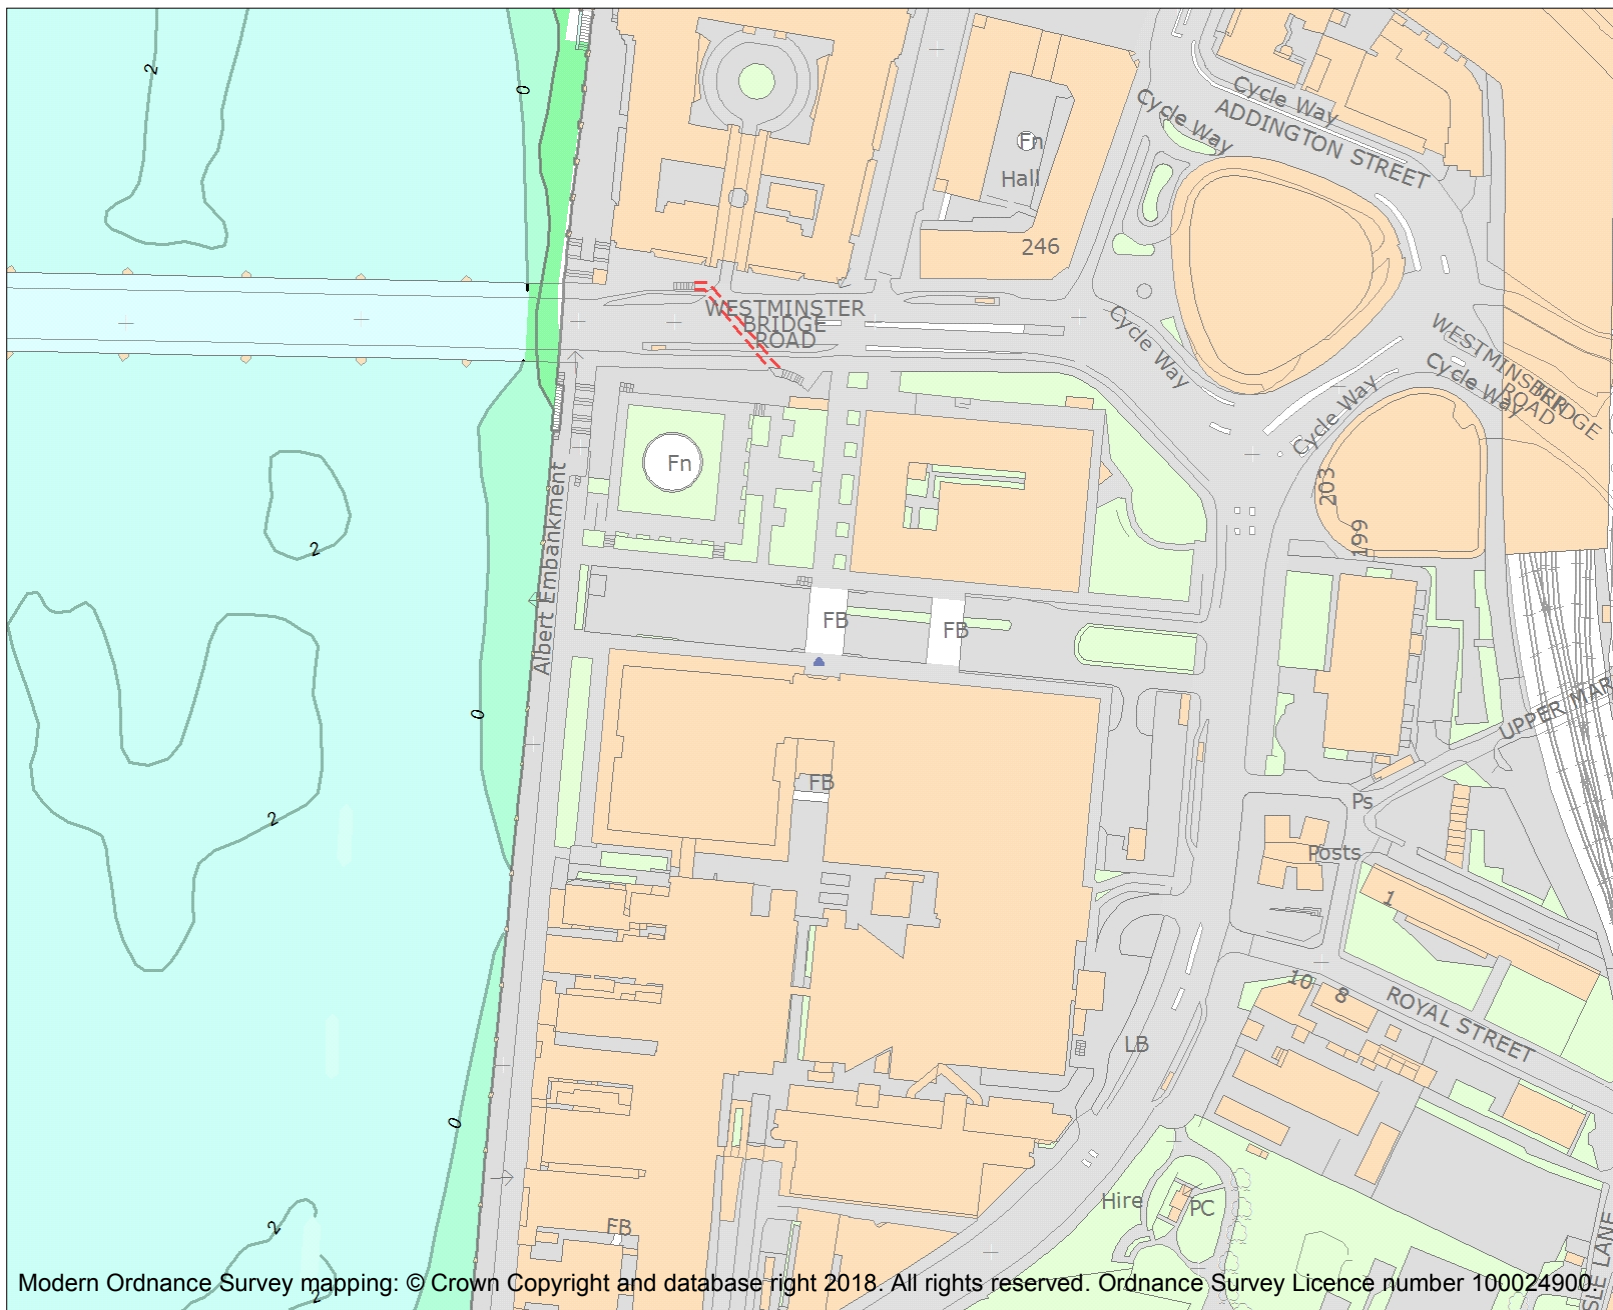 2
0
Cycle Way
Cycle Way
ADDINGTON STREET
Fn
Hall
246
WESTMINSTER
BRIDGE
ROAD
Cycle Way
WESTMINSTER BRIDGE
ROAD
Cycle Way
Cycle Way
Fn
203
199
2
Albert Embankment
FB
FB
UPPER MAR
0
FB
2
Ps
Posts
1
10
8
ROYAL STREET
LB
0
Hire
PC
2
FB
SLE LANE
2
Modern Ordnance Survey mapping: © Crown Copyright and database right 2018. All rights reserved. Ordnance Survey Licence number 100024900.